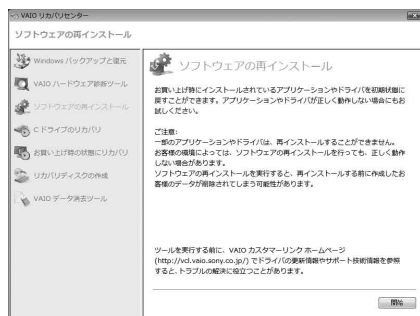 VAIO リカバリセンター
ソフトウェアの再インストール
Windows バックアップと復元
VAIO ハードウェア診断ツール
ソフトウェアの再インストール
C ドライブのリカバリ
お買い上げ時の状態にリカバリ
リカバリディスクの作成
VAIO データ消去ツール
ソフトウェアの再インストール
お買い上げ時にインストールされているアプリケーションやドライバを初期状態に
戻すことができます。アプリケーションやドライバが正しく動作しない場合にもお
試しください。
ご注意:
一部のアプリケーションやドライバは、再インストールすることができません。
お客様の環境によっては、ソフトウェアの再インストールを行っても、正しく動作
しない場合があります。
ソフトウェアの再インストールを実行すると、再インストールする前に作成したお
客様のデータが削除されてしまう可能性があります。
ツールを実行する前に、VAIO カスタマーリンク ホームページ
(http://vcl.vaio.sony.co.jp/) でドライバの更新情報やサポート技術情報を参照
すると、トラブルの解決に役立つことがあります。
開始